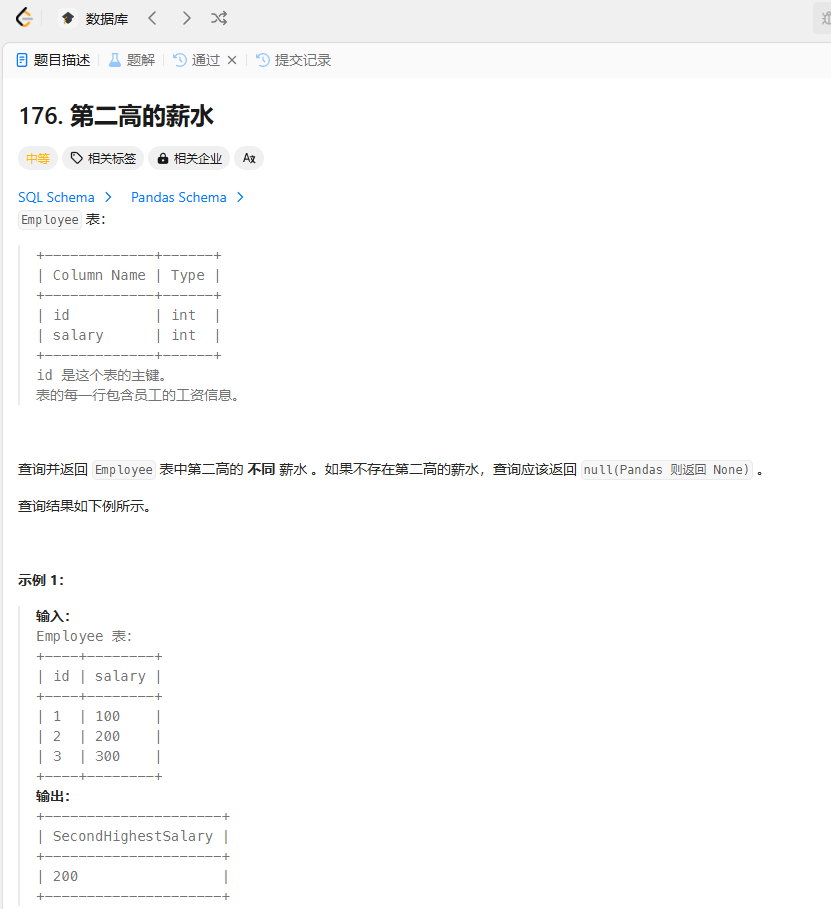 数据库
题目描述 题解 通过 × 提交记录
176. 第二高的薪水
中等 相关标签 相关企业 A文
SQL Schema > Pandas Schema >
Employee 表：
+-------------+------+
| Column Name | Type |
+-------------+------+
| id          | int  |
| salary      | int  |
+-------------+------+
id 是这个表的主键。
表的每一行包含员工的工资信息。
查询并返回 Employee 表中第二高的 不同 薪水 。如果不存在第二高的薪水，查询应该返回 null(Pandas 则返回 None) 。
查询结果如下例所示。
示例 1：
输入：
Employee 表：
+----+--------+
| id | salary |
+----+--------+
| 1  | 100    |
| 2  | 200    |
| 3  | 300    |
+----+--------+
输出：
+---------------------+
| SecondHighestSalary |
+---------------------+
| 200                 |
+---------------------+